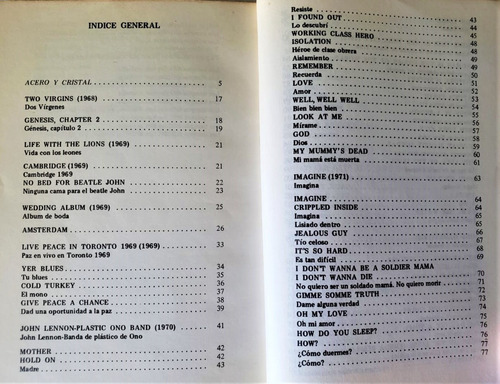 INDICE GENERAL
ACERO Y CRISTAL 5
TWO VIRGINS (1968) 17
Dos Vírgenes
GENESIS, CHAPTER 2 18
Génesis, capítulo 2 19
LIFE WITH THE LIONS (1969) 21
Vida con los leones
CAMBRIDGE (1969) 21
Cambridge 1969
NO BED FOR BEATLE JOHN 22
Ninguna cama para el beatle John 23
WEDDING ALBUM (1969) 25
Album de boda
AMSTERDAM 26
LIVE PEACE IN TORONTO 1969 (1969) 33
Paz en vivo en Toronto 1969
YER BLUES 34
Tu blues 35
COLD TURKEY 36
El mono 37
GIVE PEACE A CHANCE 38
Dad una oportunidad a la paz 39
JOHN LENNON-PLASTIC ONO BAND (1970) 41
John Lennon-Banda de plástico de Ono
MOTHER 42
HOLD ON 42
Madre 43
Resiste 43
I FOUND OUT 44
Lo descubrí 45
WORKING CLASS HERO 46
ISOLATION 48
Héroe de clase obrera 48
Aislamiento 49
REMEMBER 49
Recuerda 50
LOVE 51
Amor 52
WELL, WELL WELL 53
Bien bien bien 54
LOOK AT ME 55
Mírame 56
GOD 57
Dios 58
MY MUMMY'S DEAD 59
Mi mamá está muerta 60
61
IMAGINE (1971) 63
Imagina
IMAGINE 64
CRIPPLED INSIDE 64
Imagina 65
Lisiado dentro 65
JEALOUS GUY 66
Tío celoso 67
IT'S SO HARD 68
Es tan difícil 69
I DON'T WANNA BE A SOLDIER MAMA
I DON'T WANNA DIE 70
No quiero ser un soldado mamá. No quiero morir 71
GIMME SOMME TRUTH 72
Dame alguna verdad 73
OH MY LOVE 74
Oh mi amor 75
HOW DO YOU SLEEP? 76
HOW? 76
¿Cómo duermes? 77
¿Cómo? 77